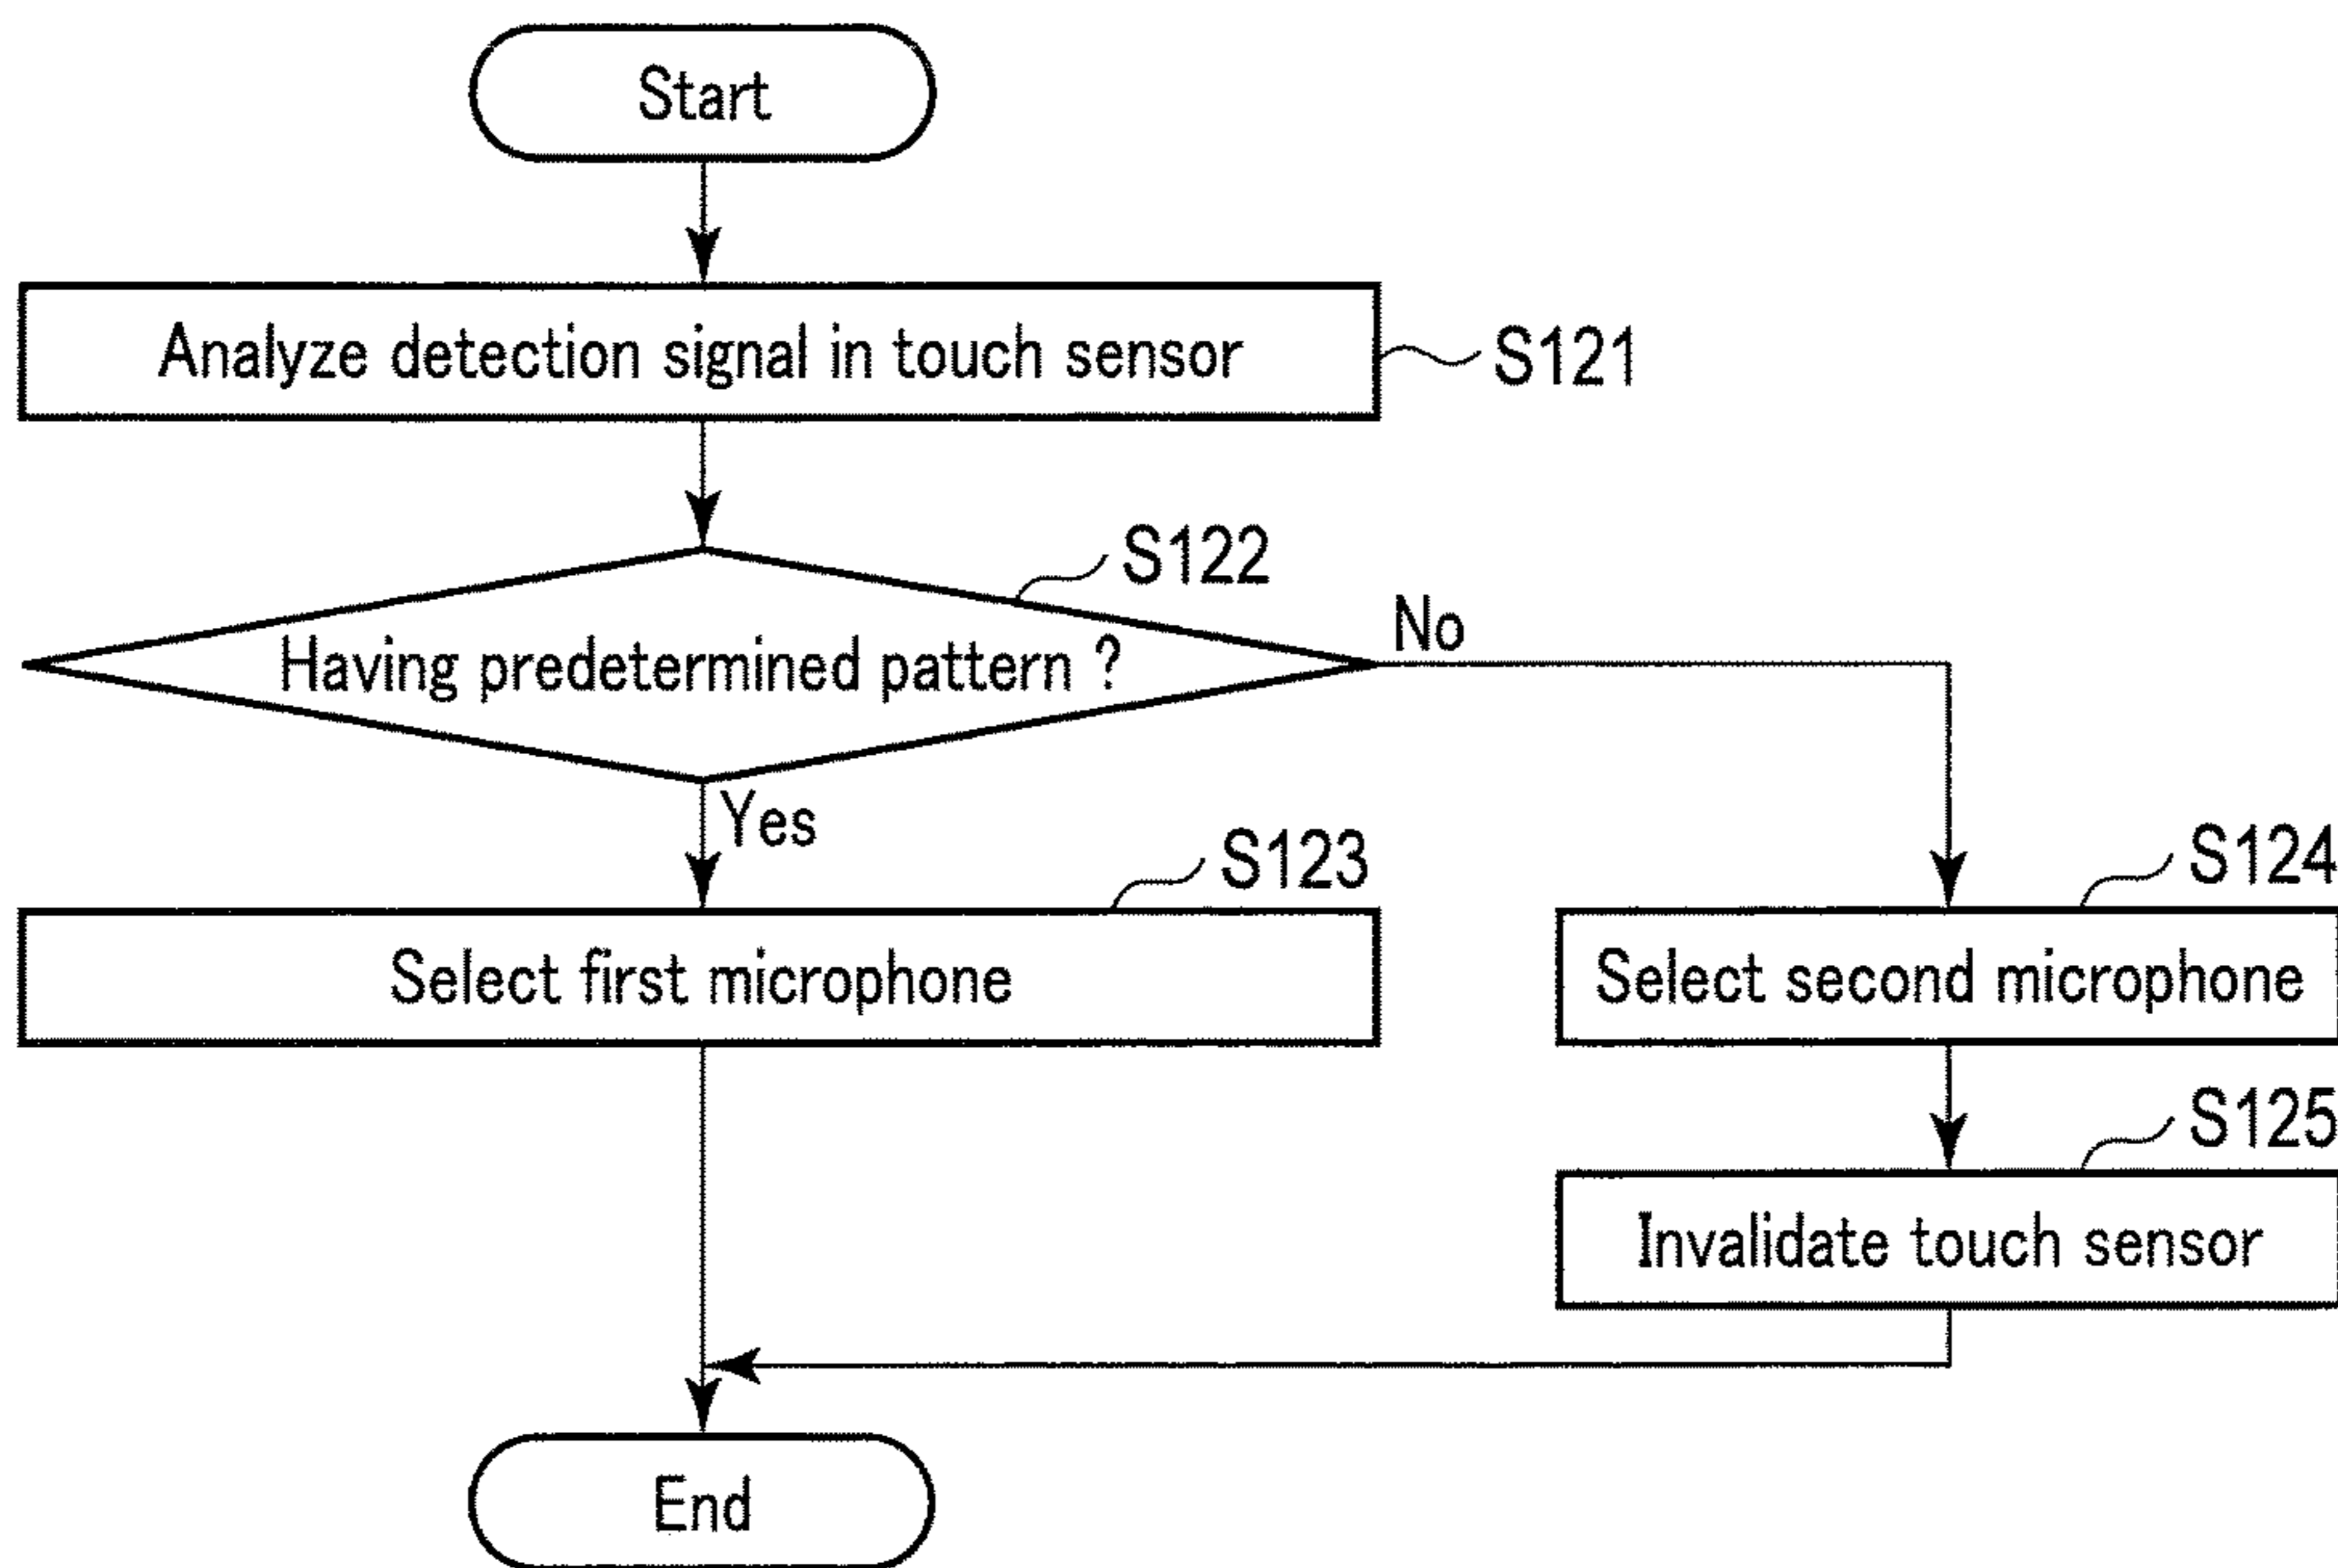 Start
Analyze detection signal in touch sensor
S121
S122
Having predetermined pattern ?
No
Yes
S123
S124
Select first microphone
Select second microphone
S125
Invalidate touch sensor
End